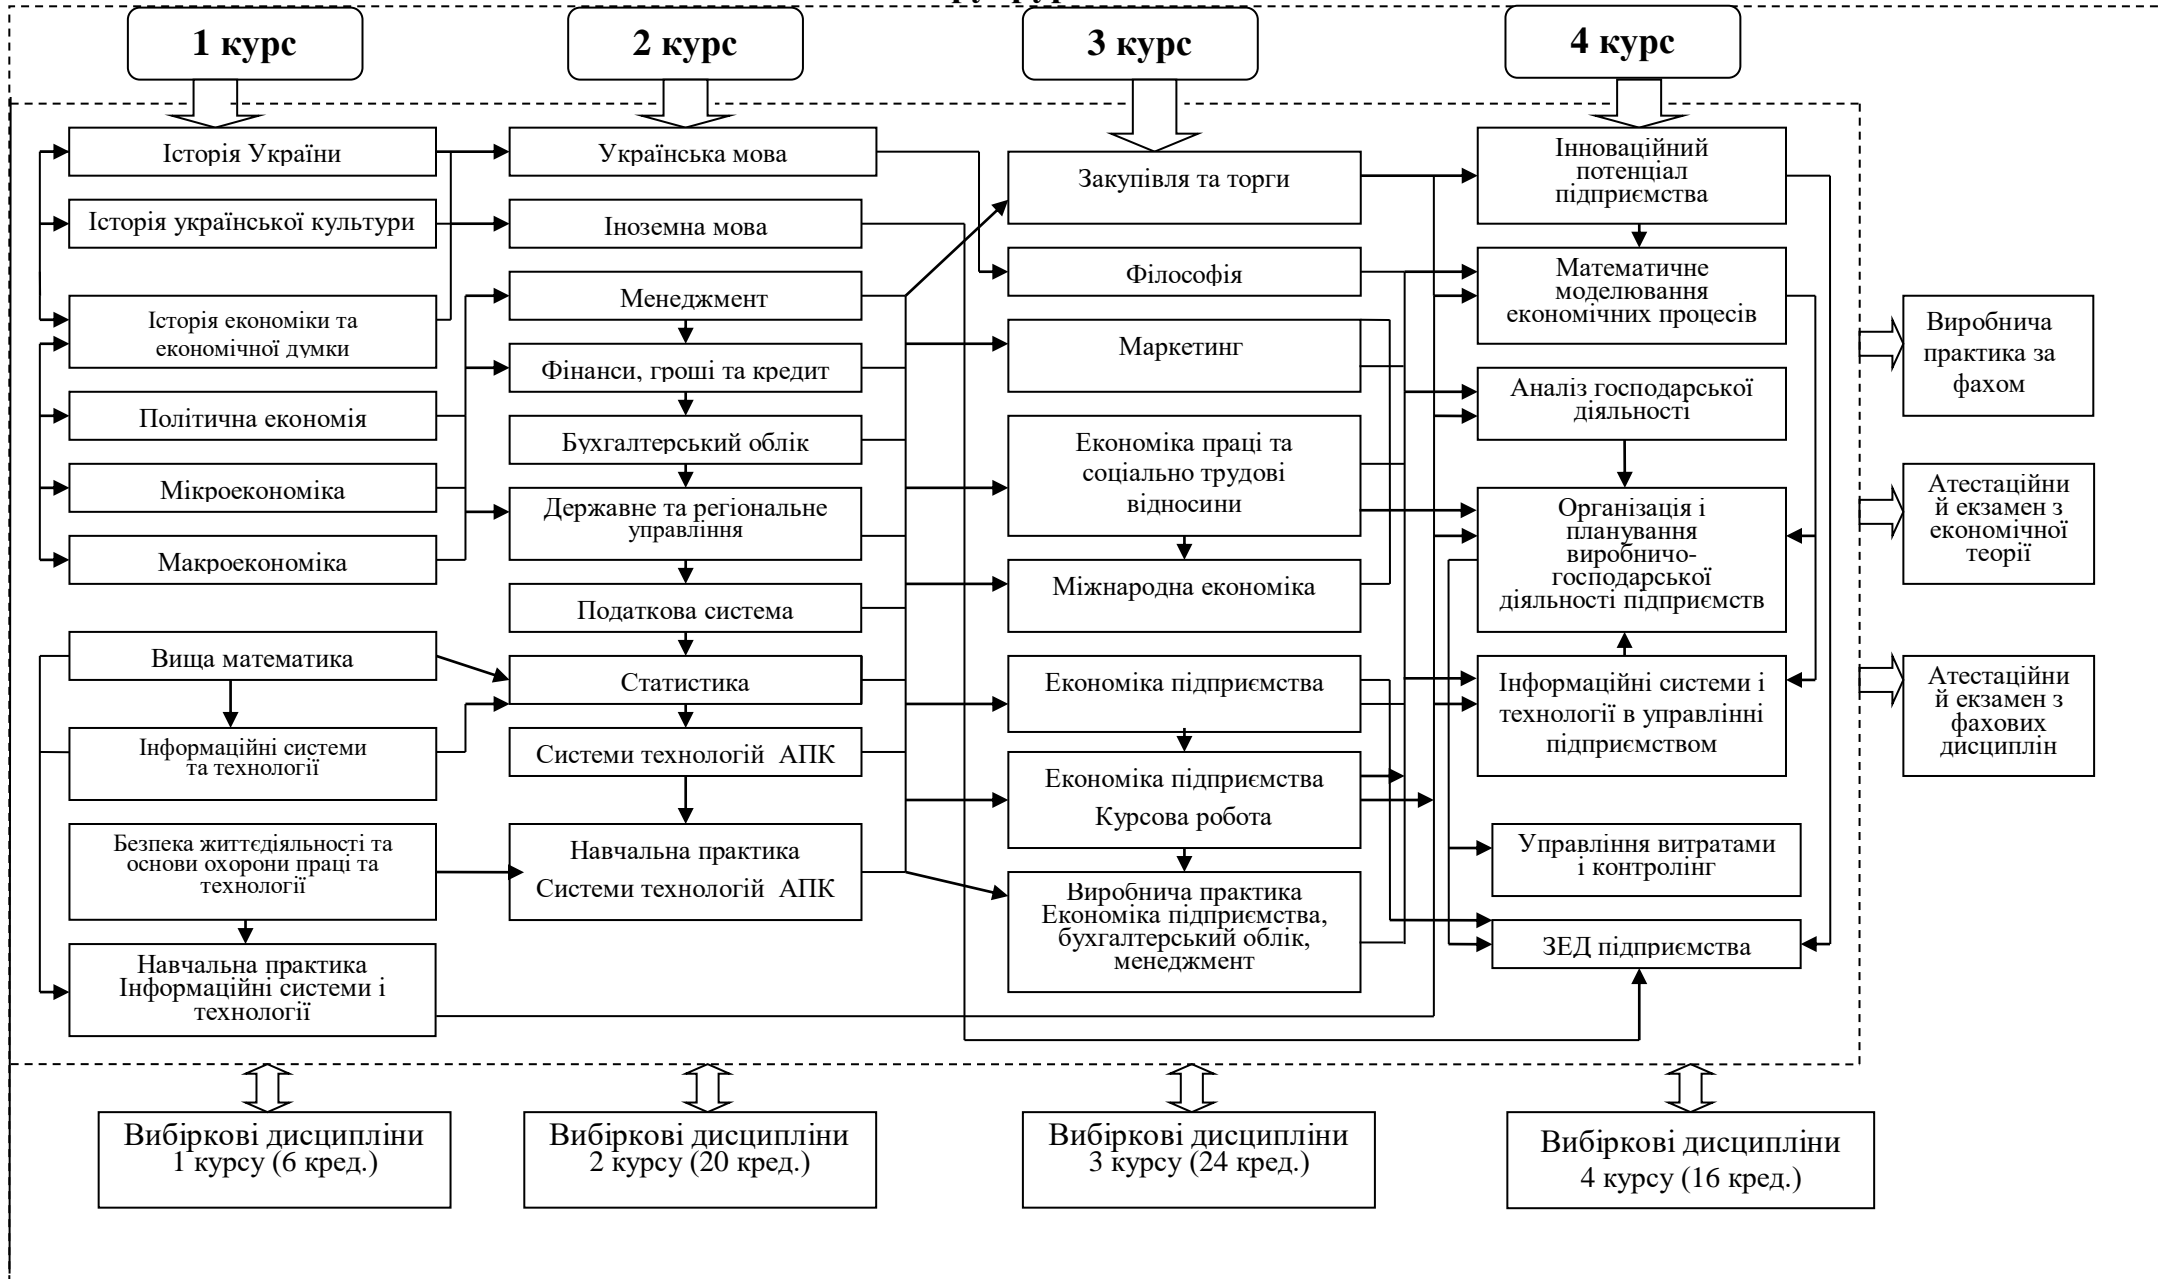 1 курс
2 курс
3 курс
4 курс
Історія України
Історія української культури
Історія економіки та
економічної думки
Політична економія
Мікроекономіка
Макроекономіка
Вища математика
Інформаційні системи
та технології
Безпека життєдіяльності та
основи охорони праці та
технології
Навчальна практика
Інформаційні системи і
технології
Українська мова
Іноземна мова
Менеджмент
Фінанси, гроші та кредит
Бухгалтерський облік
Державне та регіональне
управління
Податкова система
Статистика
Системи технологій АПК
Навчальна практика
Системи технологій АПК
Закупівля та торги
Філософія
Маркетинг
Економіка праці та
соціально трудові
відносини
Міжнародна економіка
Економіка підприємства
Економіка підприємства
Курсова робота
Виробнича практика
Економіка підприємства,
бухгалтерський облік,
менеджмент
Інноваційний
потенціал
підприємства
Математичне
моделювання
економічних процесів
Аналіз господарської
діяльності
Організація і
планування
виробничо-
господарської
діяльності підприємств
Інформаційні системи і
технології в управлінні
підприємством
Управління витратами
і контролінг
ЗЕД підприємства
Виробнича
практика за
фахом
Атестаційни
й екзамен з
економічної
теорії
Атестаційни
й екзамен з
фахових
дисциплін
Вибіркові дисципліни
1 курсу (6 кред.)
Вибіркові дисципліни
2 курсу (20 кред.)
Вибіркові дисципліни
3 курсу (24 кред.)
Вибіркові дисципліни
4 курсу (16 кред.)